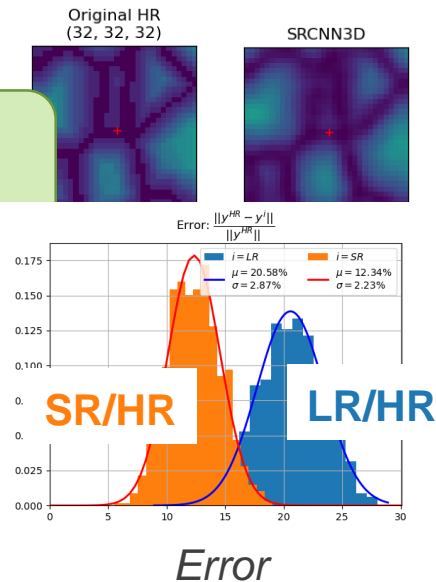 Original HR
(32, 32, 32)
SRCNN3D
Error: ||y^{HR} − y^{i}|| / ||y^{HR}||
i = LR
μ = 20.58%
σ = 2.87%
i = SR
μ = 12.34%
σ = 2.23%
0.175
0.150
0.125
0.100
0.
0.
0.025
0.000
SR/HR
LR/HR
0 5 10 15 20 25 30
Error